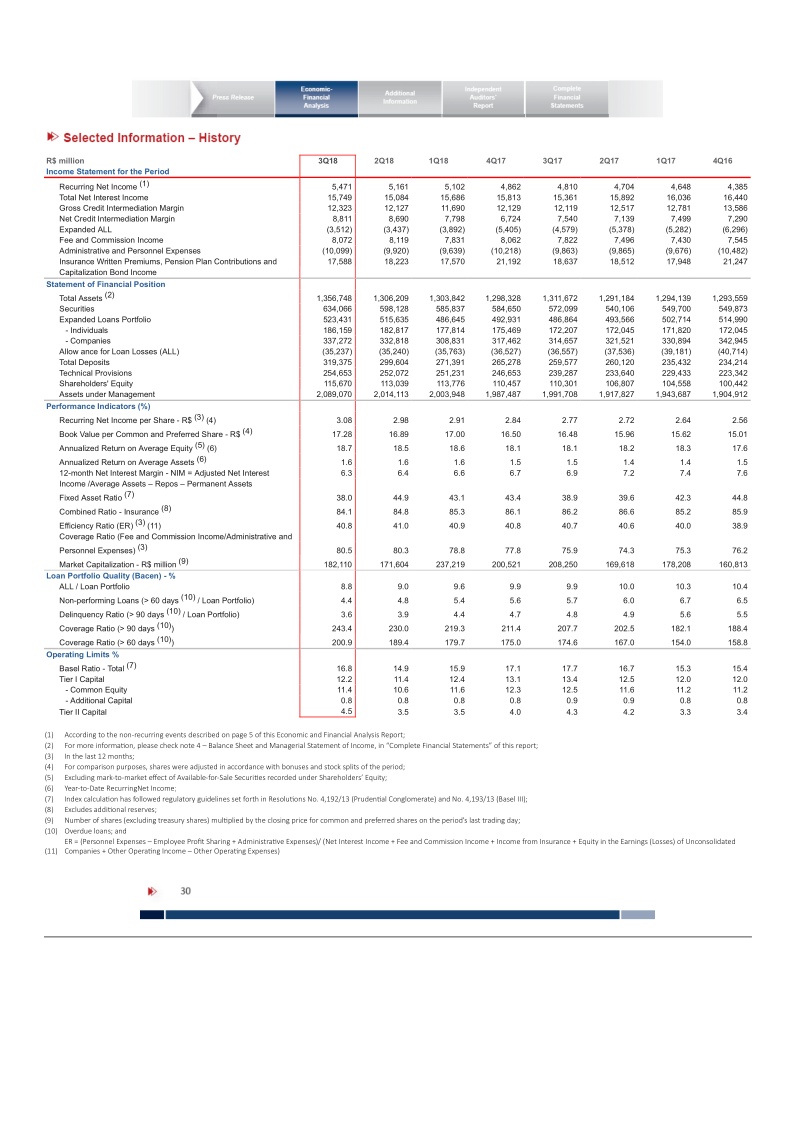 Press Release
Economic-
Financial
Analysis
Additional
Information
Independent
Auditors'
Report
Complete
Financial
Statements
Selected Information – History
R$ million 3Q18 2Q18 1Q18 4Q17 3Q17 2Q17 1Q17 4Q16
Income Statement for the Period
Recurring Net Income (1) 5,471 5,161 5,102 4,862 4,810 4,704 4,648 4,385
Total Net Interest Income 15,749 15,084 15,686 15,813 15,361 15,892 16,036 16,440
Gross Credit Intermediation Margin 12,323 12,127 11,690 12,129 12,119 12,517 12,781 13,586
Net Credit Intermediation Margin 8,811 8,690 7,798 6,724 7,540 7,139 7,499 7,290
Expanded ALL (3,512) (3,437) (3,892) (5,405) (4,579) (5,378) (5,282) (6,296)
Fee and Commission Income 8,072 8,119 7,831 8,062 7,822 7,496 7,430 7,545
Administrative and Personnel Expenses (10,099) (9,920) (9,639) (10,218) (9,863) (9,865) (9,676) (10,482)
Insurance Written Premiums, Pension Plan Contributions and 17,588 18,223 17,570 21,192 18,637 18,512 17,948 21,247
Capitalization Bond Income
Statement of Financial Position
Total Assets (2) 1,356,748 1,306,209 1,303,842 1,298,328 1,311,672 1,291,184 1,294,139 1,293,559
Securities 634,066 598,128 585,837 584,650 572,099 540,106 549,700 549,873
Expanded Loans Portfolio 523,431 515,635 486,645 492,931 486,864 493,566 502,714 514,990
- Individuals 186,159 182,817 177,814 175,469 172,207 172,045 171,820 172,045
- Companies 337,272 332,818 308,831 317,462 314,657 321,521 330,894 342,945
Allow ance for Loan Losses (ALL) (35,237) (35,240) (35,763) (36,527) (36,557) (37,536) (39,181) (40,714)
Total Deposits 319,375 299,604 271,391 265,278 259,577 260,120 235,432 234,214
Technical Provisions 254,653 252,072 251,231 246,653 239,287 233,640 229,433 223,342
Shareholders' Equity 115,670 113,039 113,776 110,457 110,301 106,807 104,558 100,442
Assets under Management 2,089,070 2,014,113 2,003,948 1,987,487 1,991,708 1,917,827 1,943,687 1,904,912
Performance Indicators (%)
Recurring Net Income per Share - R$ (3) (4) 3.08 2.98 2.91 2.84 2.77 2.72 2.64 2.56
Book Value per Common and Preferred Share - R$ (4) 17.28 16.89 17.00 16.50 16.48 15.96 15.62 15.01
Annualized Return on Average Equity (5) (6) 18.7 18.5 18.6 18.1 18.1 18.2 18.3 17.6
Annualized Return on Average Assets (6) 1.6 1.6 1.6 1.5 1.5 1.4 1.4 1.5
12-month Net Interest Margin - NIM = Adjusted Net Interest 6.3 6.4 6.6 6.7 6.9 7.2 7.4 7.6
Income /Average Assets – Repos – Permanent Assets
Fixed Asset Ratio (7) 38.0 44.9 43.1 43.4 38.9 39.6 42.3 44.8
Combined Ratio - Insurance (8) 84.1 84.8 85.3 86.1 86.2 86.6 85.2 85.9
Efficiency Ratio (ER) (3) (11) 40.8 41.0 40.9 40.8 40.7 40.6 40.0 38.9
Coverage Ratio (Fee and Commission Income/Administrative and
Personnel Expenses) (3) 80.5 80.3 78.8 77.8 75.9 74.3 75.3 76.2
Market Capitalization - R$ million (9) 182,110 171,604 237,219 200,521 208,250 169,618 178,208 160,813
Loan Portfolio Quality (Bacen) - %
ALL / Loan Portfolio 8.8 9.0 9.6 9.9 9.9 10.0 10.3 10.4
Non-performing Loans (> 60 days (10) / Loan Portfolio) 4.4 4.8 5.4 5.6 5.7 6.0 6.7 6.5
Delinquency Ratio (> 90 days (10) / Loan Portfolio) 3.6 3.9 4.4 4.7 4.8 4.9 5.6 5.5
Coverage Ratio (> 90 days (10)) 243.4 230.0 219.3 211.4 207.7 202.5 182.1 188.4
Coverage Ratio (> 60 days (10)) 200.9 189.4 179.7 175.0 174.6 167.0 154.0 158.8
Operating Limits %
Basel Ratio - Total (7) 16.8 14.9 15.9 17.1 17.7 16.7 15.3 15.4
Tier I Capital 12.2 11.4 12.4 13.1 13.4 12.5 12.0 12.0
- Common Equity 11.4 10.6 11.6 12.3 12.5 11.6 11.2 11.2
- Additional Capital 0.8 0.8 0.8 0.8 0.9 0.9 0.8 0.8
Tier II Capital 4.5 3.5 3.5 4.0 4.3 4.2 3.3 3.4
(1) According to the non-recurring events described on page 5 of this Economic and Financial Analysis Report;
(2) For more information, please check note 4 – Balance Sheet and Managerial Statement of Income, in “Complete Financial Statements” of this report;
(3) In the last 12 months;
(4) For comparison purposes, shares were adjusted in accordance with bonuses and stock splits of the period;
(5) Excluding mark-to-market effect of Available-for-Sale Securities recorded under Shareholders’ Equity;
(6) Year-to-Date RecurringNet Income;
(7) Index calculation has followed regulatory guidelines set forth in Resolutions No. 4,192/13 (Prudential Conglomerate) and No. 4,193/13 (Basel III);
(8) Excludes additional reserves;
(9) Number of shares (excluding treasury shares) multiplied by the closing price for common and preferred shares on the period’s last trading day;
(10) Overdue loans; and
ER = (Personnel Expenses – Employee Profit Sharing + Administrative Expenses)/ (Net Interest Income + Fee and Commission Income + Income from Insurance + Equity in the Earnings (Losses) of Unconsolidated
(11) Companies + Other Operating Income – Other Operating Expenses)
30